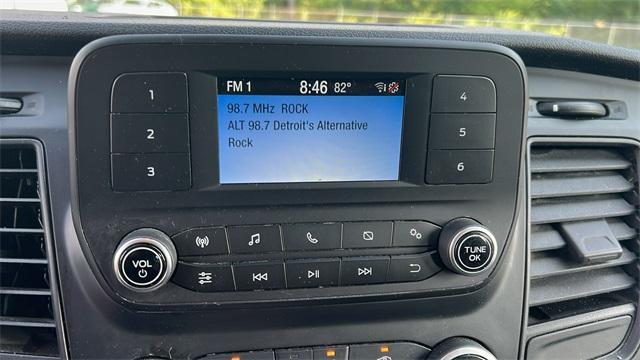 FM 1 8:46 82°
98.7 MHz ROCK
ALT 98.7 Detroit's Alternative
Rock
1
2
3
4
5
6
VOL
TUNE
OK